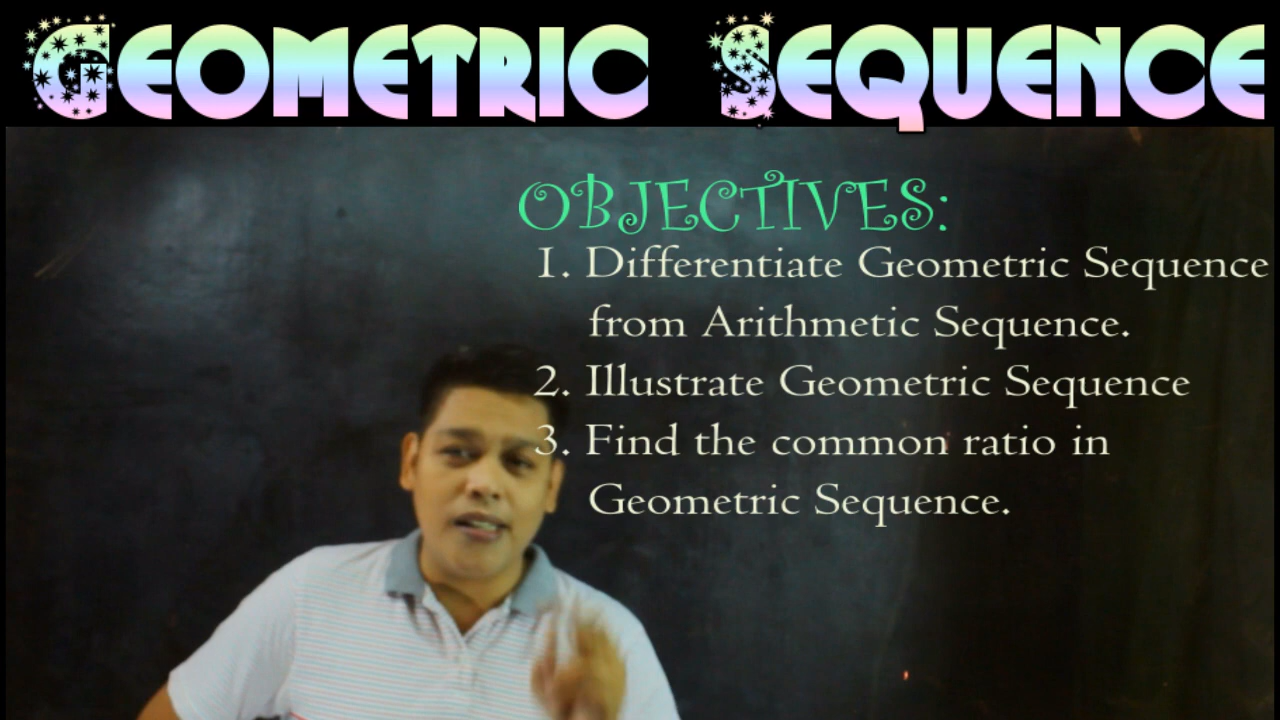 GEOMETRIC SEQUENCE
OBJECTIVES:
1. Differentiate Geometric Sequence
from Arithmetic Sequence.
2. Illustrate Geometric Sequence
3. Find the common ratio in
Geometric Sequence.